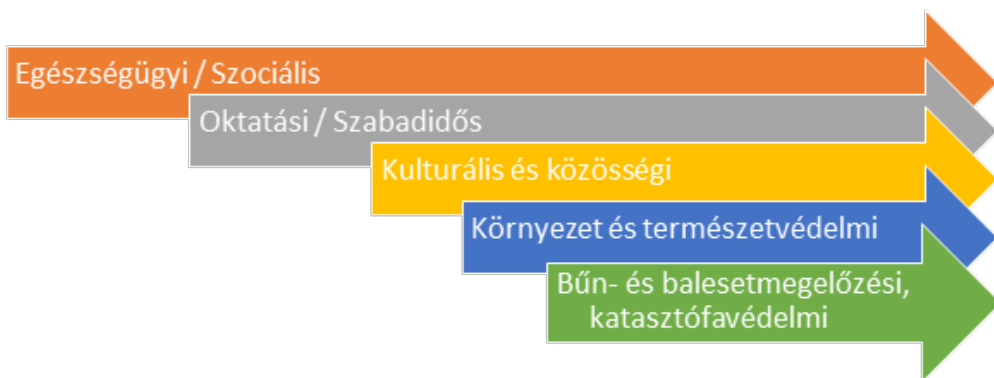 Egészségügyi / Szociális
Oktatási / Szabadidős
Kulturális és közösségi
Környezet és természetvédelmi
Bűn- és balesetmegelőzési,
katasztófavédelmi